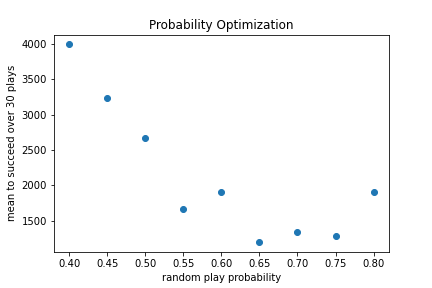 Probability Optimization
mean to succeed over 30 plays
4000
3500
3000
2500
2000
1500
0.40 0.45 0.50 0.55 0.60 0.65 0.70 0.75 0.80
random play probability